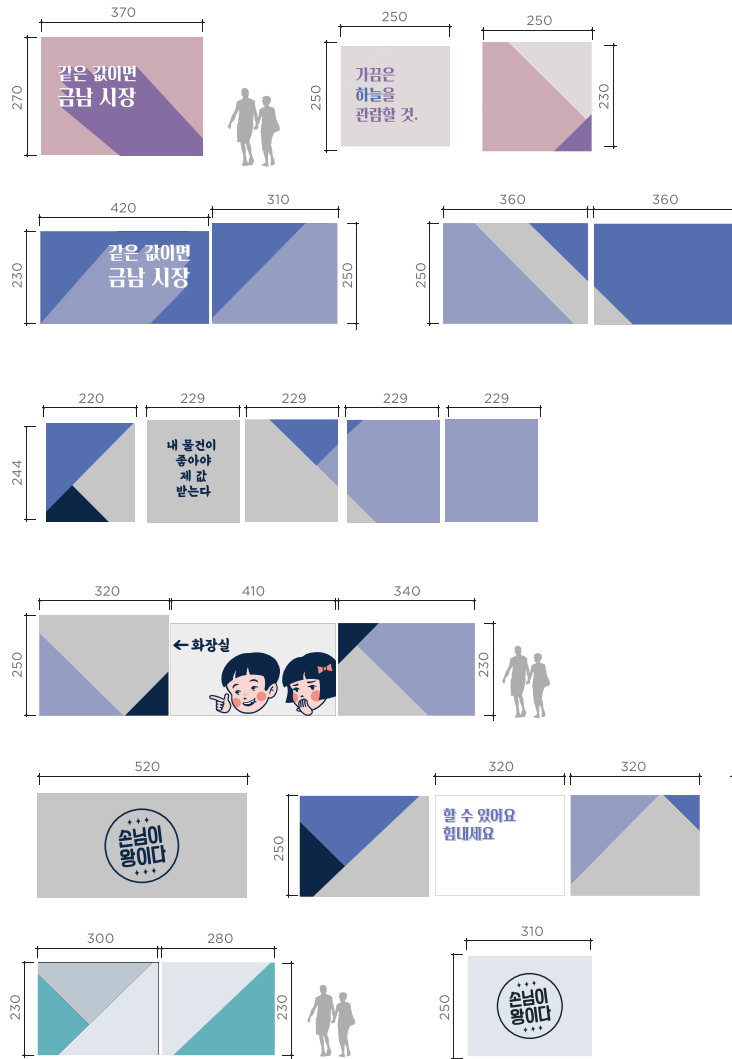 370
270
같은 값이면
금남 시장
250
250
가끔은
하늘을
관람할 것.
250
230
420
230
같은 값이면
금남 시장
310
250
360
360
250
220
229
229
229
229
244
내 물건이
좋아야
제 값
받는다
320
410
340
250
← 화장실
230
520
손님이
왕이다
320
320
250
할 수 있어요
힘내세요
300
280
230
230
310
250
손님이
왕이다